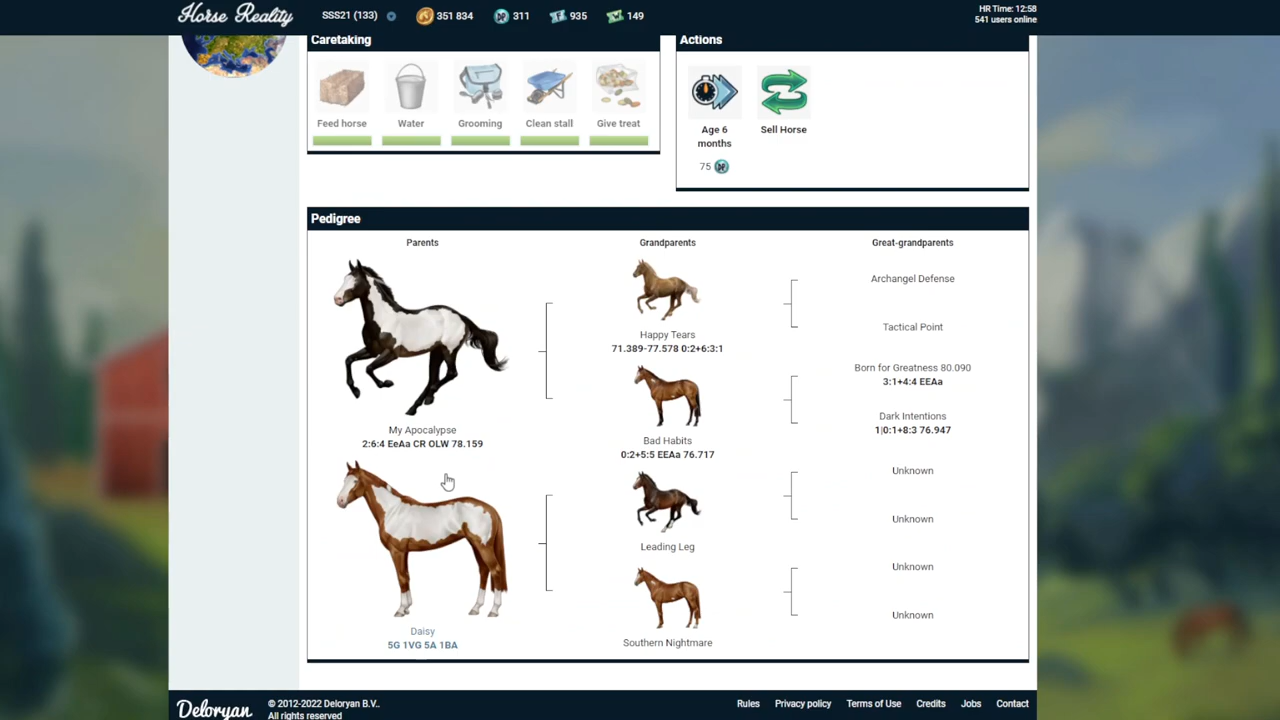 Horse Reality
SSS21 (133)
351 834
311
935
149
HR Time: 12:58
541 users online
Caretaking
Feed horse
Water
Grooming
Clean stall
Give treat
Actions
Age 6
months
75
Sell Horse
Pedigree
Parents
Grandparents
Great-grandparents
My Apocalypse
2:6:4 EeAa CR OLW 78.159
Daisy
5G 1VG 5A 1BA
Happy Tears
71.389-77.578 0:2+6:3:1
Bad Habits
0:2+5:5 EEAa 76.717
Leading Leg
Southern Nightmare
Archangel Defense
Tactical Point
Born for Greatness 80.090
3:1+4:4 EEAa
Dark Intentions
1|0:1+8:3 76.947
Unknown
Unknown
Unknown
Unknown
Deloryan
© 2012-2022 Deloryan B.V..
All rights reserved
Rules
Privacy policy
Terms of Use
Credits
Jobs
Contact